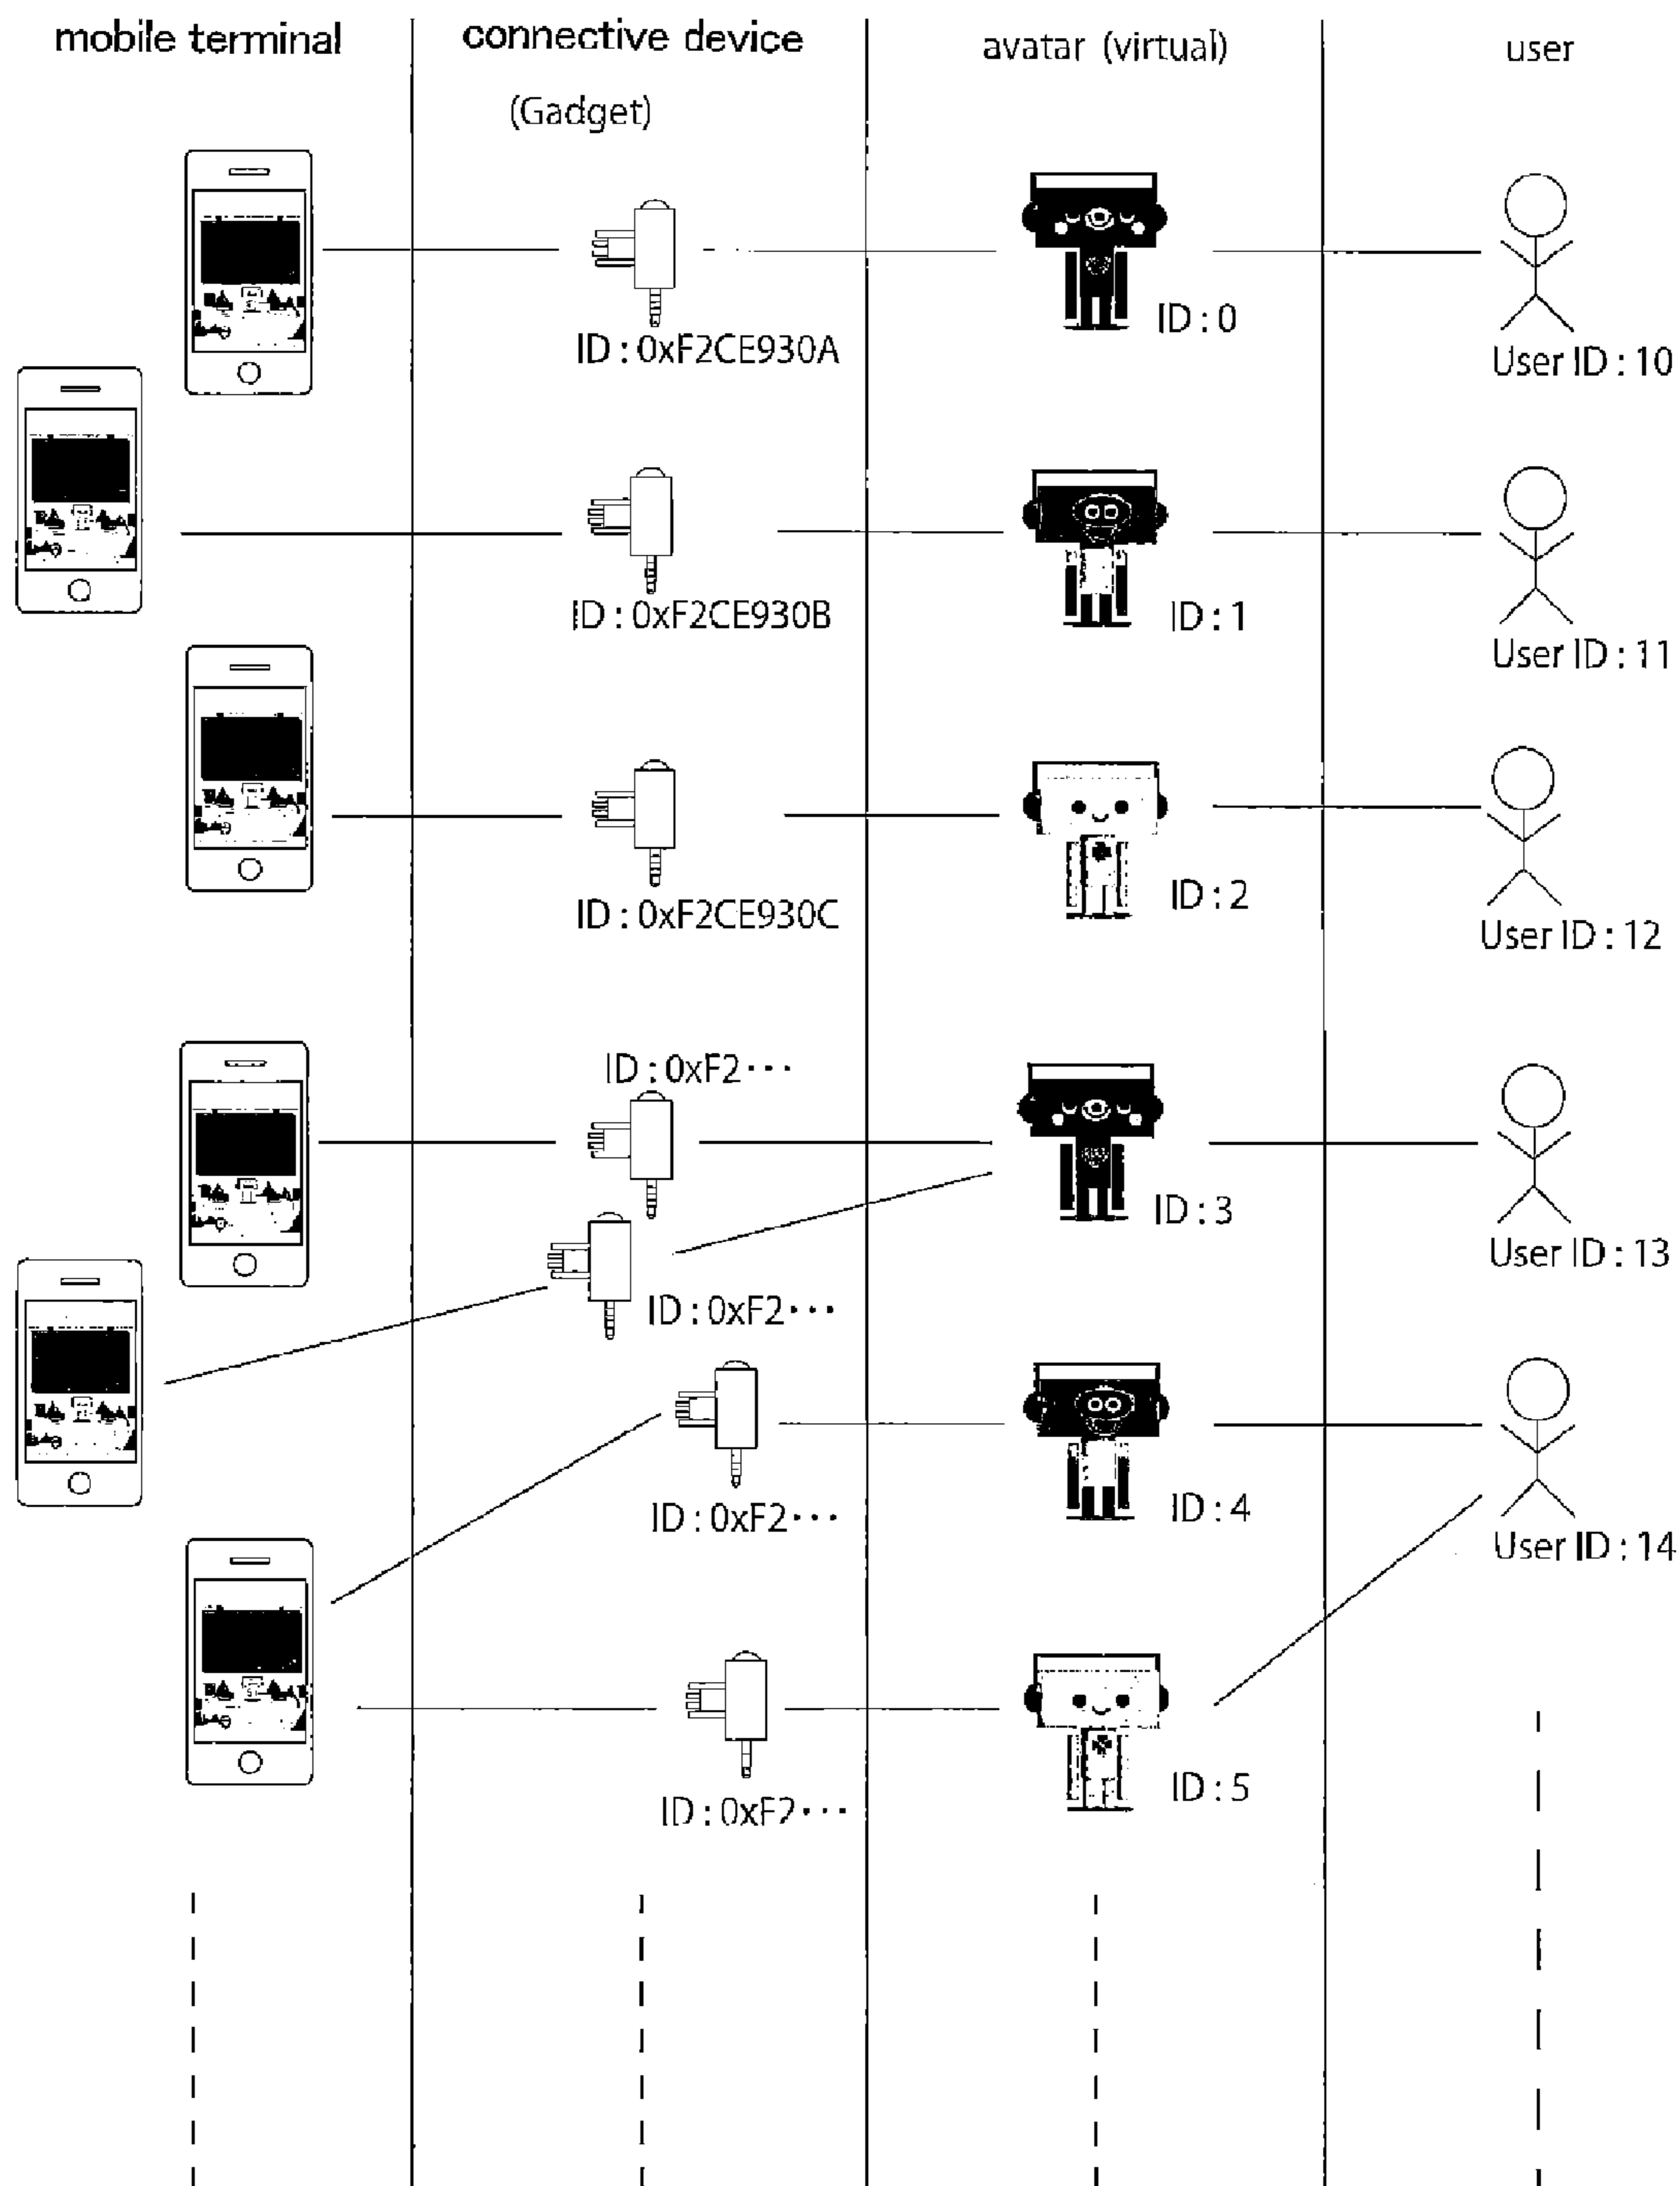 mobile terminal
connective device
(Gadget)
avatar (virtual)
user
ID : 0xF2CE930A
ID : 0
User ID : 10
ID : 0xF2CE930B
ID : 1
User ID : 11
ID : 0xF2CE930C
ID : 2
User ID : 12
ID : 0xF2···
ID : 3
User ID : 13
ID : 0xF2···
ID : 0xF2···
ID : 4
User ID : 14
ID : 0xF2···
ID : 5